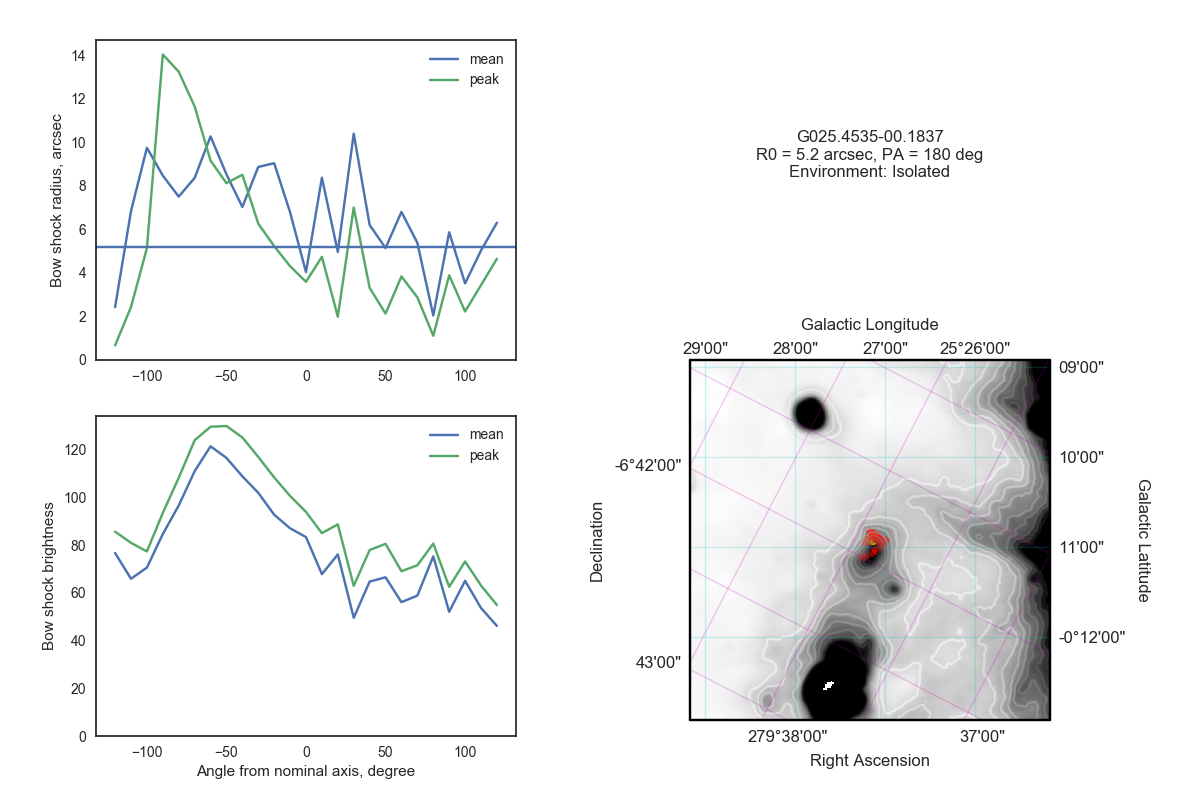 14
12
10
8
6
4
2
0
Bow shock radius, arcsec
mean
peak
−100
−50
0
50
100
120
100
80
60
40
20
0
Bow shock brightness
mean
peak
−100
−50
0
50
100
Angle from nominal axis, degree
G025.4535-00.1837
R0 = 5.2 arcsec, PA = 180 deg
Environment: Isolated
Galactic Longitude
29'00"
28'00"
27'00"
25°26'00"
09'00"
10'00"
11'00"
-0°12'00"
Galactic Latitude
-6°42'00"
43'00"
Declination
279°38'00"
37'00"
Right Ascension